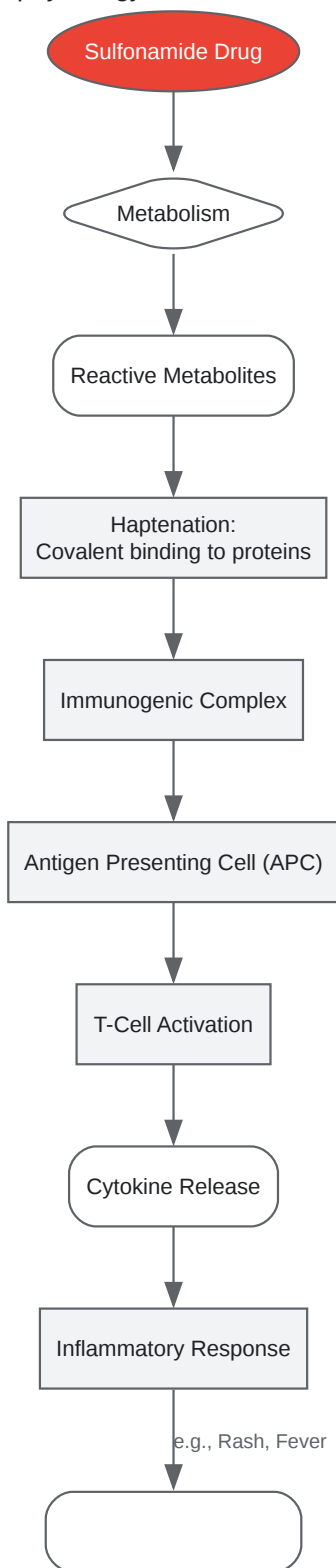 Sulfonamide Drug
Metabolism
Reactive Metabolites
Haptenation:
Covalent binding to proteins
Immunogenic Complex
Antigen Presenting Cell (APC)
T-Cell Activation
Cytokine Release
Inflammatory Response
e.g., Rash, Fever